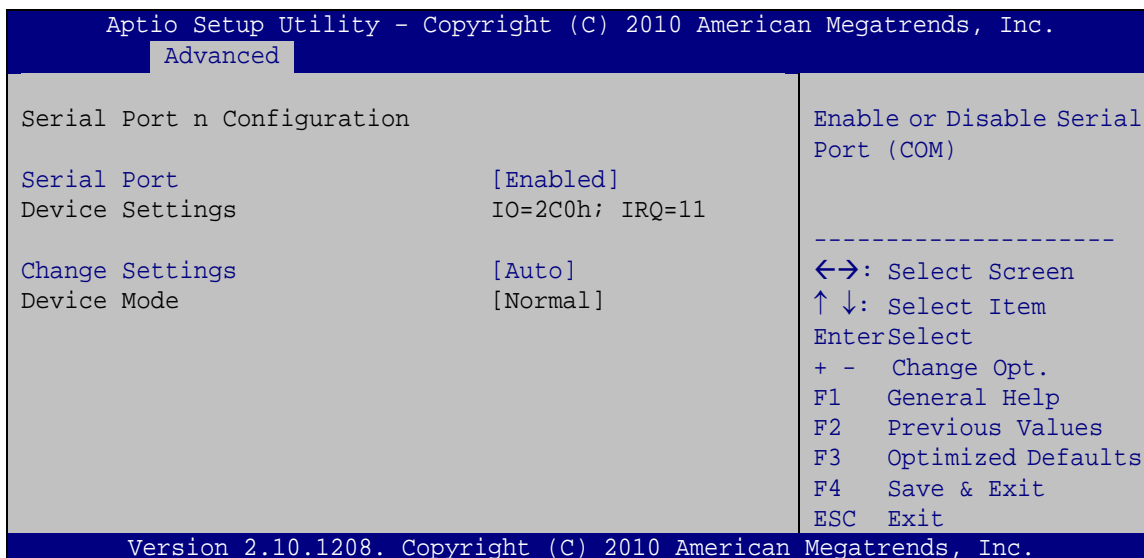 Aptio Setup Utility – Copyright (C) 2010 American Megatrends, Inc.
Advanced
Serial Port n Configuration
Serial Port [Enabled]
Device Settings IO=2C0h; IRQ=11
Change Settings [Auto]
Device Mode [Normal]
Enable or Disable Serial
Port (COM)
---------------------
←→: Select Screen
↑ ↓: Select Item
EnterSelect
+ - Change Opt.
F1 General Help
F2 Previous Values
F3 Optimized Defaults
F4 Save & Exit
ESC Exit
Version 2.10.1208. Copyright (C) 2010 American Megatrends, Inc.